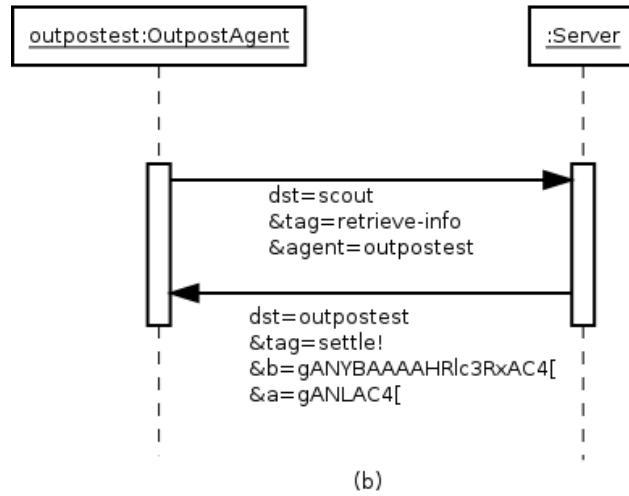 outpostest:OutpostAgent
:Server
dst=scout
&tag=retrieve-info
&agent=outpostest
dst=outpostest
&tag=settle!
&b=gANYBAAAAHRlc3RxAC4[
&a=gANLAC4[
(b)